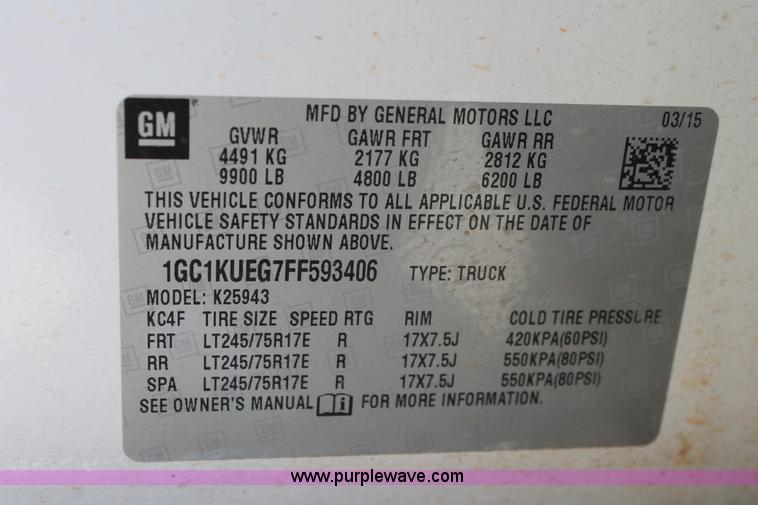 GM
MFD BY GENERAL MOTORS LLC 03/15
GVWR GAWR FRT GAWR RR
4491 KG 2177 KG 2812 KG
9900 LB 4800 LB 6200 LB
THIS VEHICLE CONFORMS TO ALL APPLICABLE U.S. FEDERAL MOTOR
VEHICLE SAFETY STANDARDS IN EFFECT ON THE DATE OF
MANUFACTURE SHOWN ABOVE.
1GC1KUEG7FF593406 TYPE: TRUCK
MODEL: K25943
KC4F TIRE SIZE SPEED RTG RIM COLD TIRE PRESSURE
FRT LT245/75R17E R 17X7.5J 420KPA(60PSI)
RR LT245/75R17E R 17X7.5J 550KPA(80PSI)
SPA LT245/75R17E R 17X7.5J 550KPA(80PSI)
SEE OWNER'S MANUAL i FOR MORE INFORMATION.
www.purplewave.com